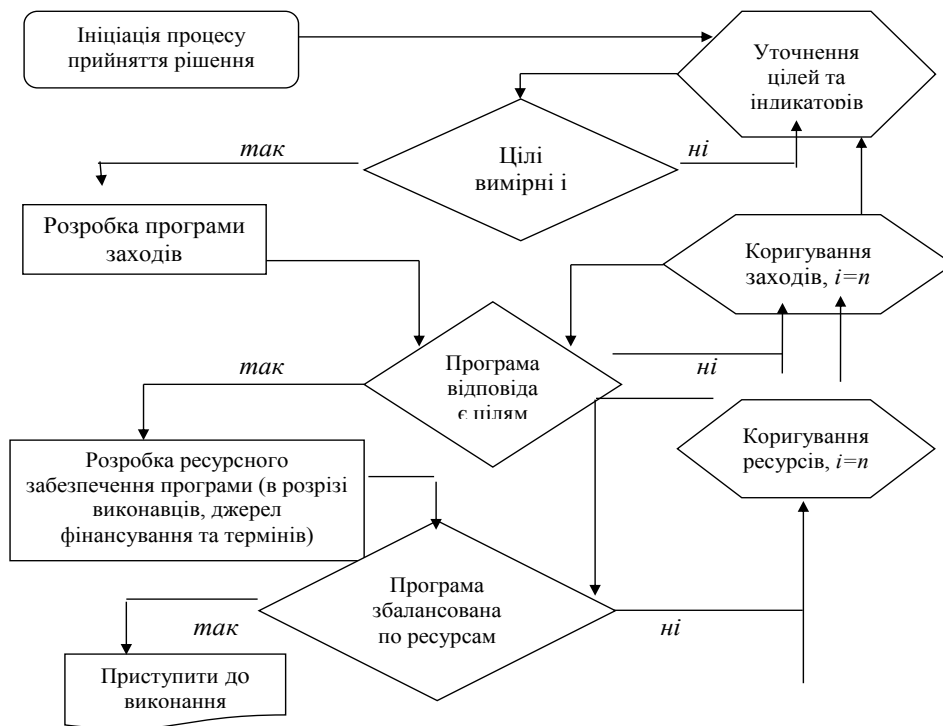 Ініціація процесу
прийняття рішення
Уточнення
цілей та
індикаторів
так
Цілі
вимірні і
ні
Розробка програми
заходів
Коригування
заходів, i=n
так
Програма
відповіда
є цілям
ні
Розробка ресурсного
забезпечення програми (в розрізі
виконавців, джерел
фінансування та термінів)
Коригування
ресурсів, i=n
Програма
збалансована
по ресурсам
так
ні
Приступити до
виконання